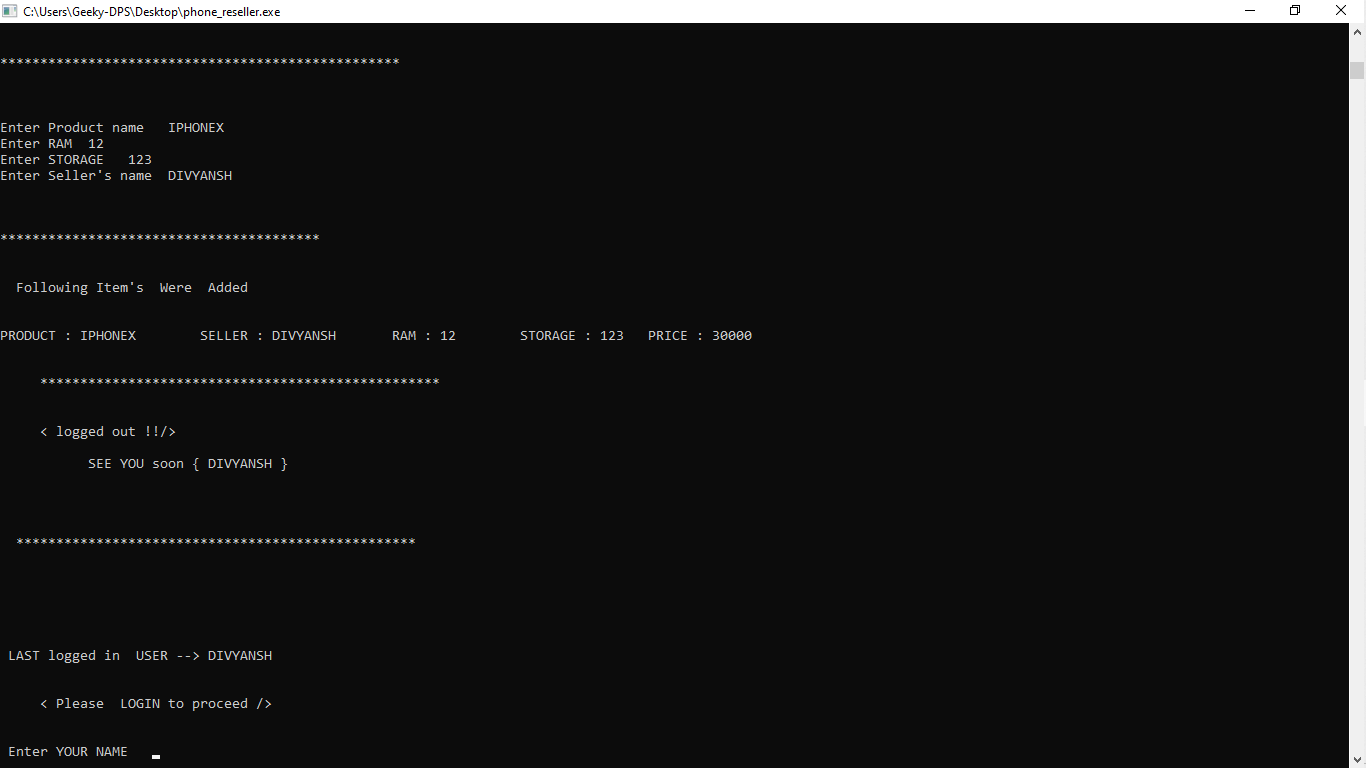 C:\Users\Geeky-DPS\Desktop\phone_reseller.exe
**************************************************
Enter Product name   IPHONEX
Enter RAM  12
Enter STORAGE   123
Enter Seller's name  DIVYANSH
****************************************
Following Item's  Were  Added
PRODUCT : IPHONEX        SELLER : DIVYANSH       RAM : 12        STORAGE : 123   PRICE : 30000
**************************************************
< logged out !!/>
SEE YOU soon { DIVYANSH }
**************************************************
LAST logged in  USER --> DIVYANSH
< Please  LOGIN to proceed />
Enter YOUR NAME